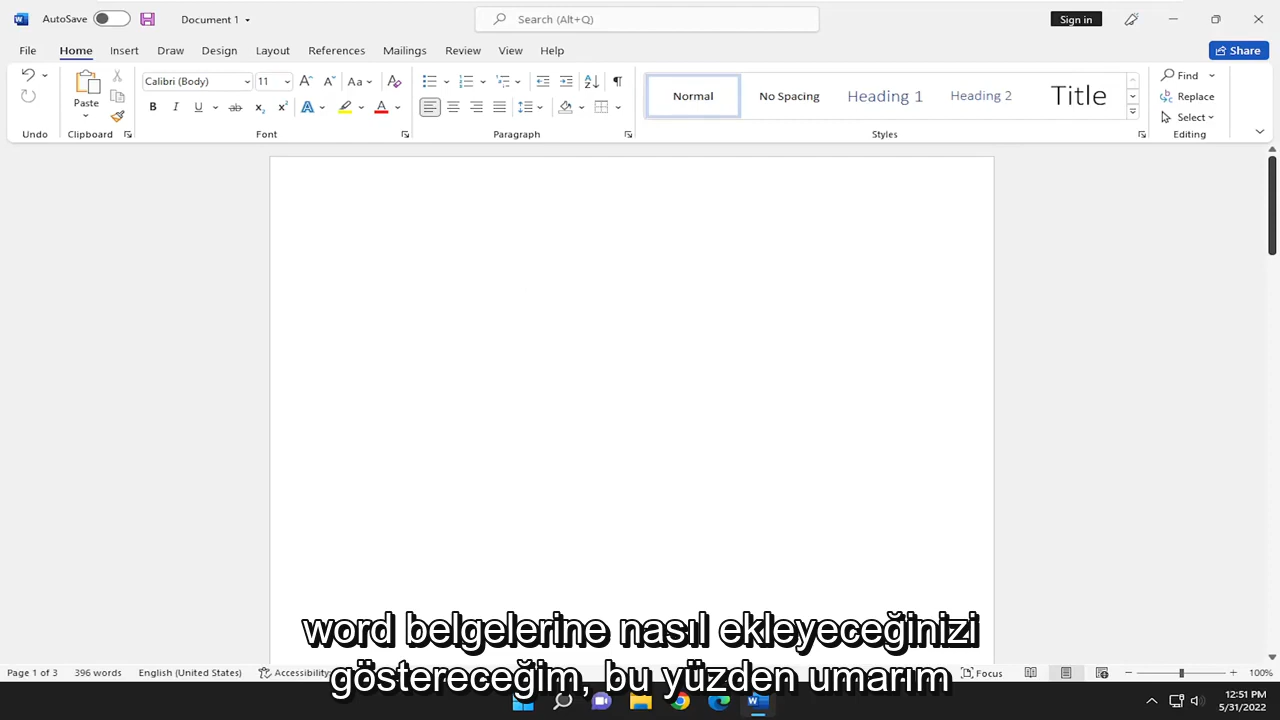 AutoSave
Document 1
Search (Alt+Q)
Sign in
File Home Insert Draw Design Layout References Mailings Review View Help
Share
Calibri (Body) 11
Normal No Spacing Heading 1 Heading 2 Title
Find
Replace
Select
Paste
Undo Clipboard Font Paragraph Styles Editing
word belgelerine nasıl ekleyeceğinizi
göstereceğim, bu yüzden umarım
Page 1 of 3 396 words English (United States) Accessibility Focus 100%
12:51 PM
5/31/2022